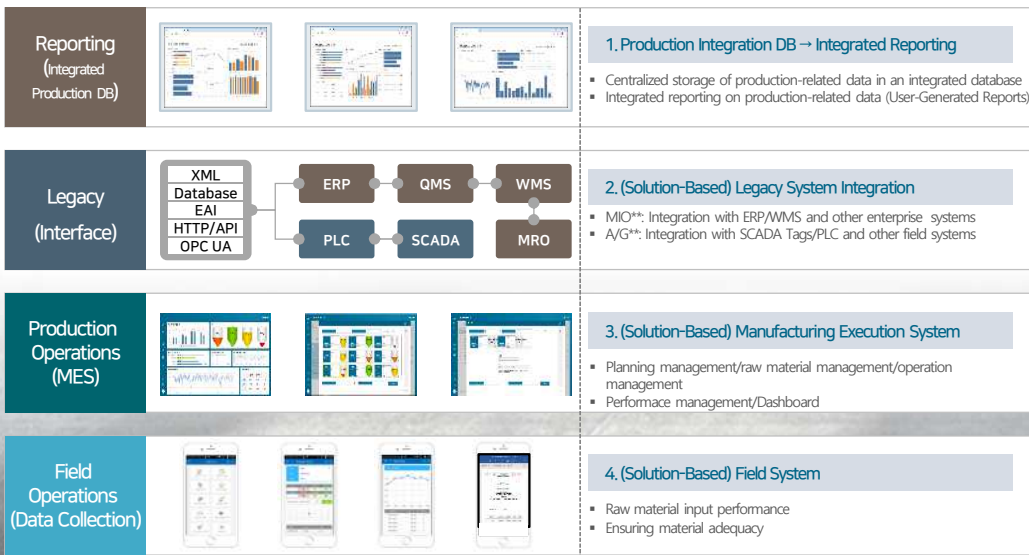 Reporting
(Integrated
Production DB)
1. Production Integration DB → Integrated Reporting
▪ Centralized storage of production-related data in an integrated database
▪ Integrated reporting on production-related data (User-Generated Reports)
Legacy
(Interface)
XML
Database
EAI
HTTP/API
OPC UA
ERP
QMS
WMS
PLC
SCADA
MRO
2. (Solution-Based) Legacy System Integration
▪ MIO**: Integration with ERP/WMS and other enterprise systems
▪ A/G**: Integration with SCADA Tags/PLC and other field systems
Production
Operations
(MES)
3. (Solution-Based) Manufacturing Execution System
▪ Planning management/raw material management/operation
management
▪ Performace management/Dashboard
Field
Operations
(Data Collection)
4. (Solution-Based) Field System
▪ Raw material input performance
▪ Ensuring material adequacy